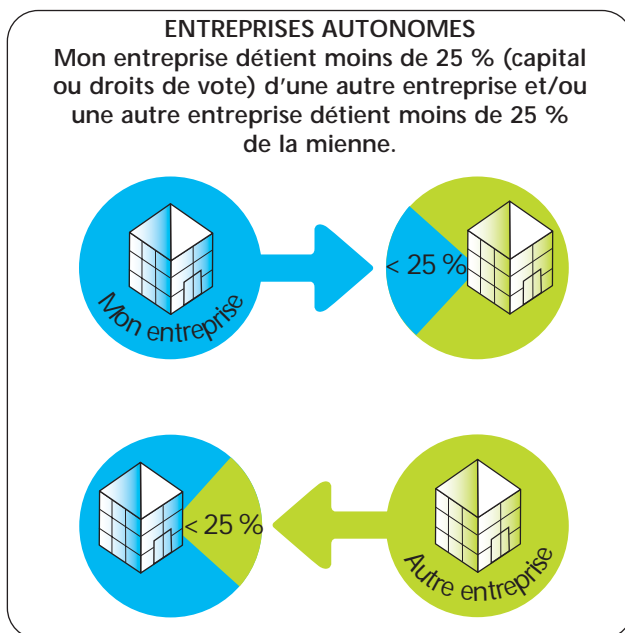 ENTREPRISES AUTONOMES
Mon entreprise détient moins de 25 % (capital
ou droits de vote) d’une autre entreprise et/ou
une autre entreprise détient moins de 25 %
de la mienne.
Mon entreprise
< 25 %
< 25 %
Autre entreprise